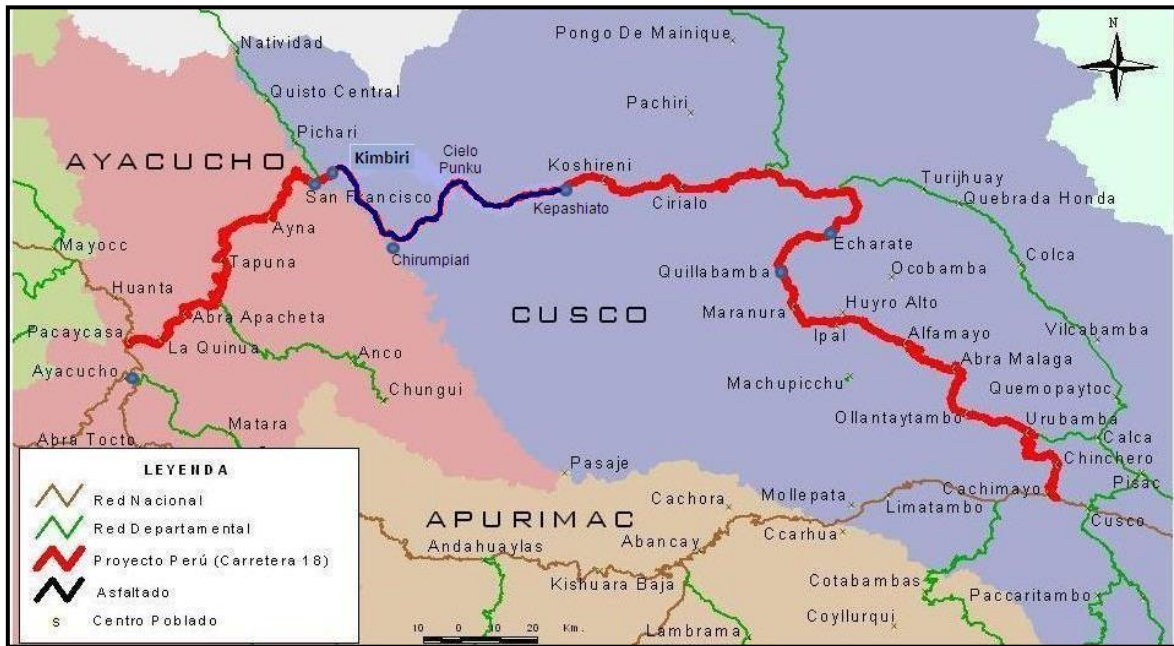 Natividad
Pongo De Mainique
N
Quisto Central
Pachiri
Pichari
AYACUCHO
Kimbiri
Cielo
Punku
Koshireni
San Francisco
Kepashiato
Cirialo
Turijhuay
Quebrada Honda
Ayna
Mayocc
Tapuna
Chirumpiari
Echarate
Quillabamba
Ocobamba
Colca
Huanta
Maranura
Huyro Alto
CUSCO
Abra Apacheta
Pacaycasa
La Quinua
Ipal
Alfamayo
Vilcabamba
Anco
Abra Malaga
Ayacucho
Chungui
Machupicchu
Quemopaytoc
Ollantaytambo
Urubamba
Matara
Abra Tocto
Calca
Chinchero
Pasaje
Pisac
Cachora
Mollepata
Cachimayo
Limatambo
Cusco
APURIMAC
Ccarhua
Andahuaylas
Abancay
Kishuara Baja
Cotabambas
Paccaritambo
Coyllurqui
Lambrama
LEYENDA
Red Nacional
Red Departamental
Proyecto Perú (Carretera 18)
Asfaltado
s Centro Poblado
10 0 10 20 Km.